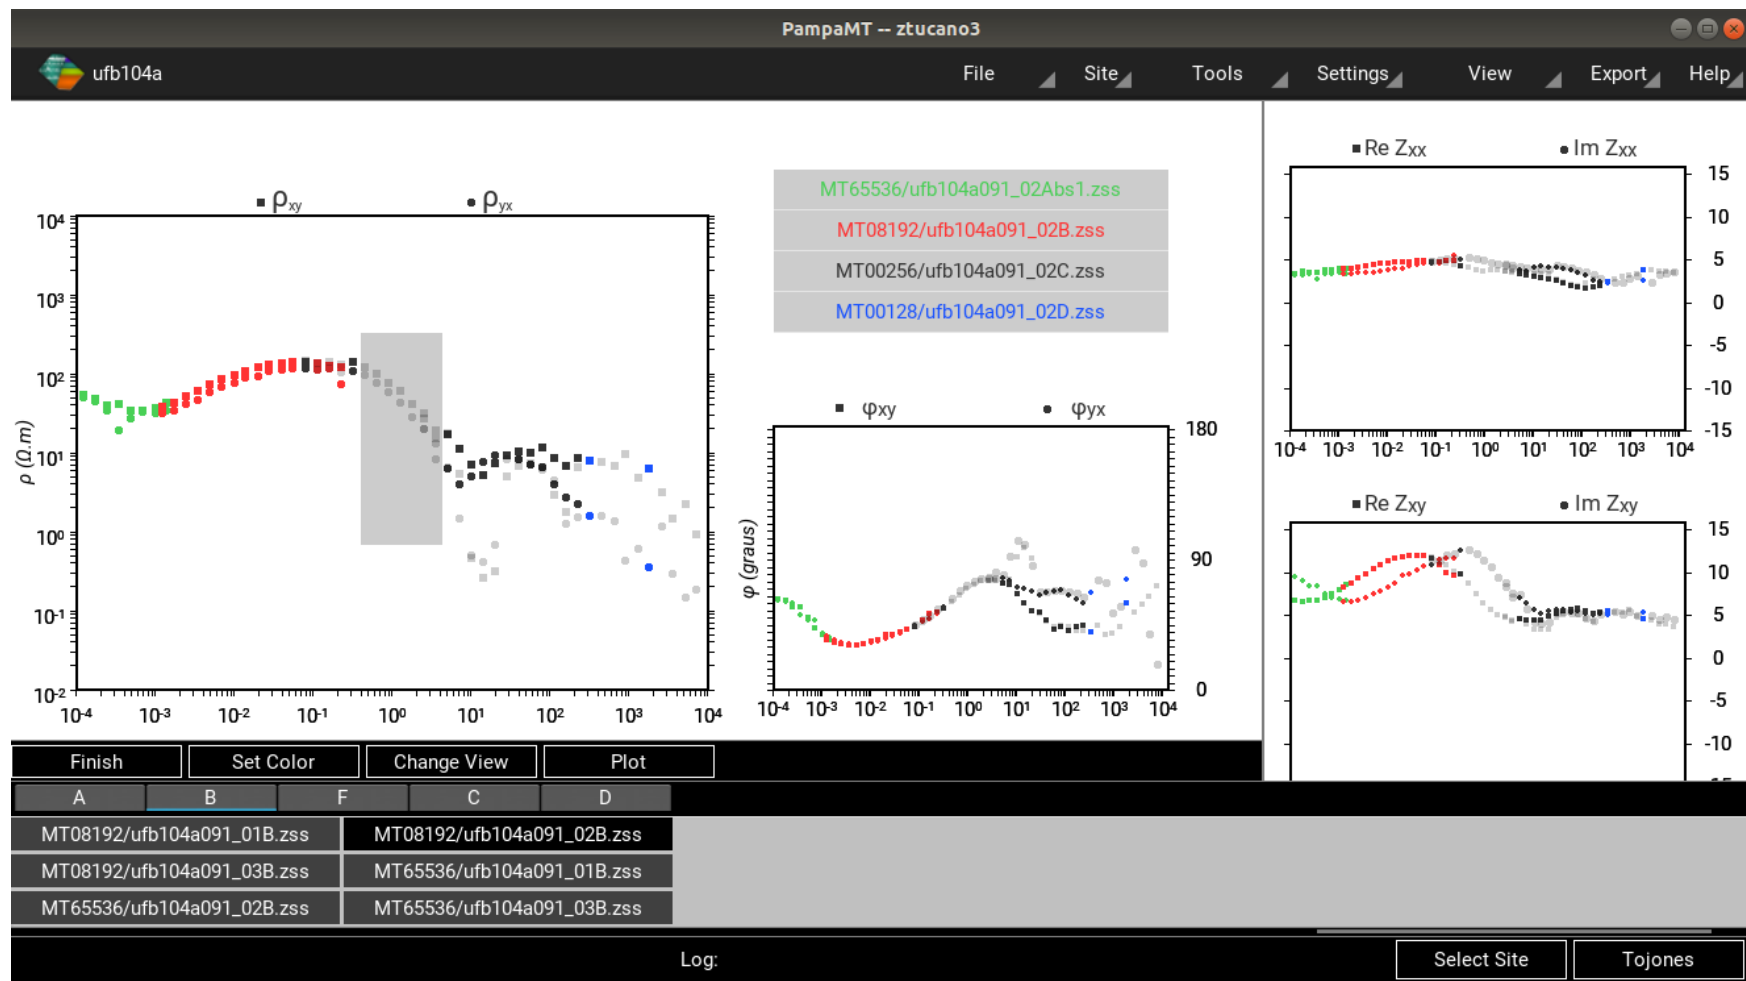 PampaMT -- ztucano3
ufb104a File Site Tools Settings View Export Help
ρxy ρyx
10⁴
10³
10²
10¹
10⁰
10-¹
10-²
ρ (Ω.m)
10-⁴ 10-³ 10-² 10-¹ 10⁰ 10¹ 10² 10³ 10⁴
MT65536/ufb104a091_02Abs1.zss
MT08192/ufb104a091_02B.zss
MT00256/ufb104a091_02C.zss
MT00128/ufb104a091_02D.zss
φxy φyx
180
90
0
φ (graus)
10-⁴ 10-³ 10-² 10-¹ 10⁰ 10¹ 10² 10³ 10⁴
Re Zxx Im Zxx
15
10
5
0
-5
-10
-15
10-⁴ 10-³ 10-² 10-¹ 10⁰ 10¹ 10² 10³ 10⁴
Re Zxy Im Zxy
15
10
5
0
-5
-10
Finish Set Color Change View Plot
A B F C D
MT08192/ufb104a091_01B.zss MT08192/ufb104a091_02B.zss
MT08192/ufb104a091_03B.zss MT65536/ufb104a091_01B.zss
MT65536/ufb104a091_02B.zss MT65536/ufb104a091_03B.zss
Log:
Select Site Tojones